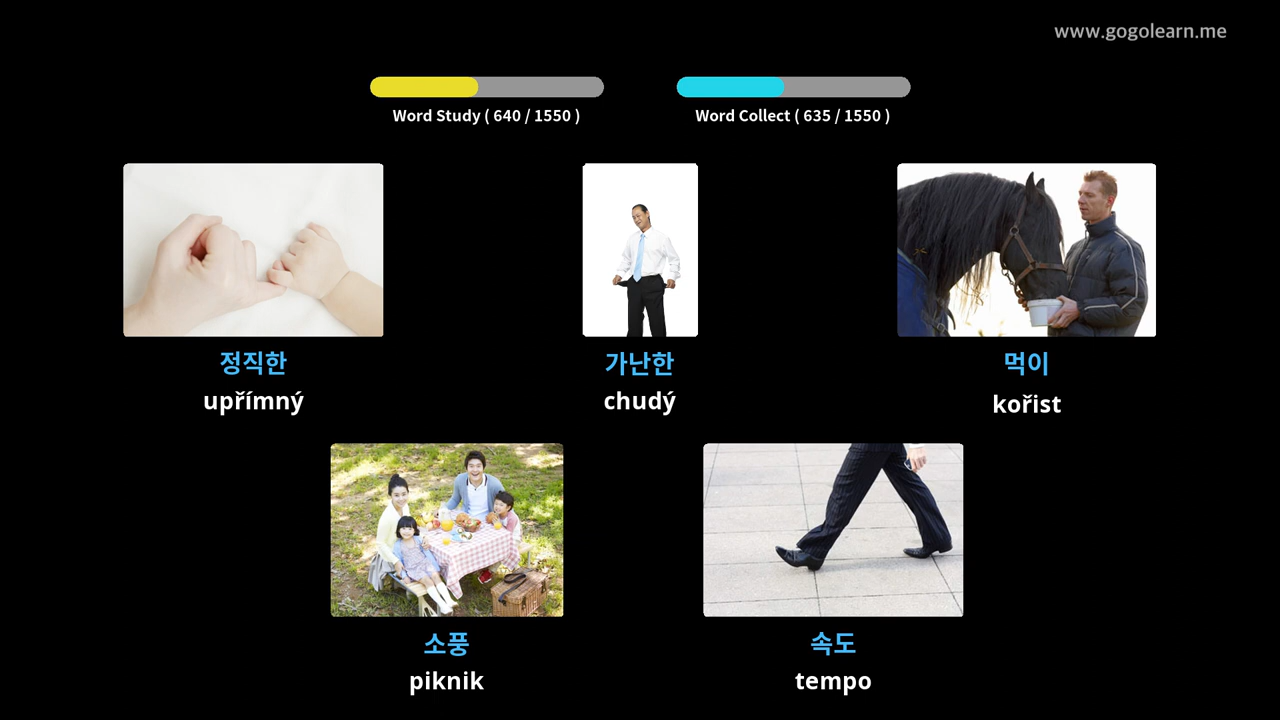 www.gogolearn.me
Word Study ( 640 / 1550 )
Word Collect ( 635 / 1550 )
정직한
upřímný
가난한
chudý
먹이
kořist
소풍
piknik
속도
tempo